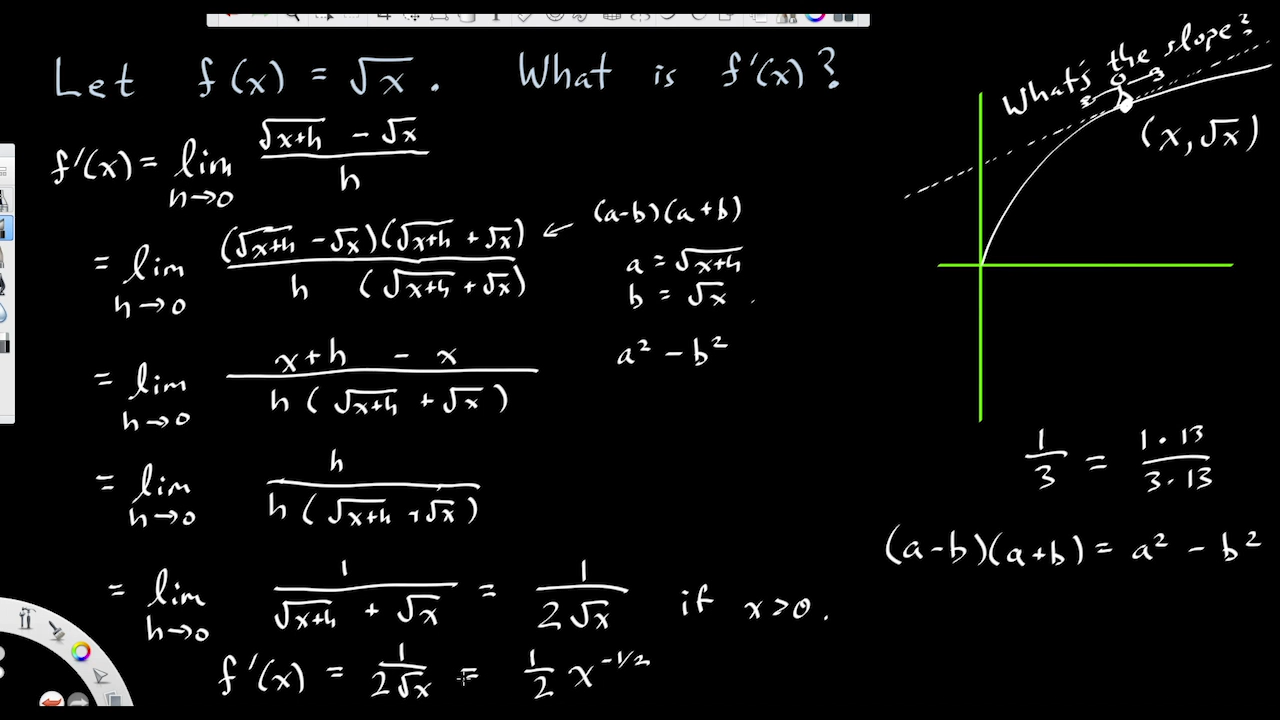 Let f(x) = √x. What is f'(x)?
f'(x) = lim h→0 (√x+h - √x)/h
= lim h→0 (√x+h - √x)(√x+h + √x)/h (√x+h + √x) ← (a-b)(a+b)
a = √x+h
b = √x
a² - b²
= lim h→0 x+h - x/h(√x+h + √x)
= lim h→0 h/h(√x+h + √x)
= lim h→0 1/√x+h + √x = 1/2√x if x>0.
f'(x) = 1/2√x = 1/2 x^-1/2
What's the slope?
(x, √x)
1/3 = 1·13/3·13
(a-b)(a+b) = a² - b²